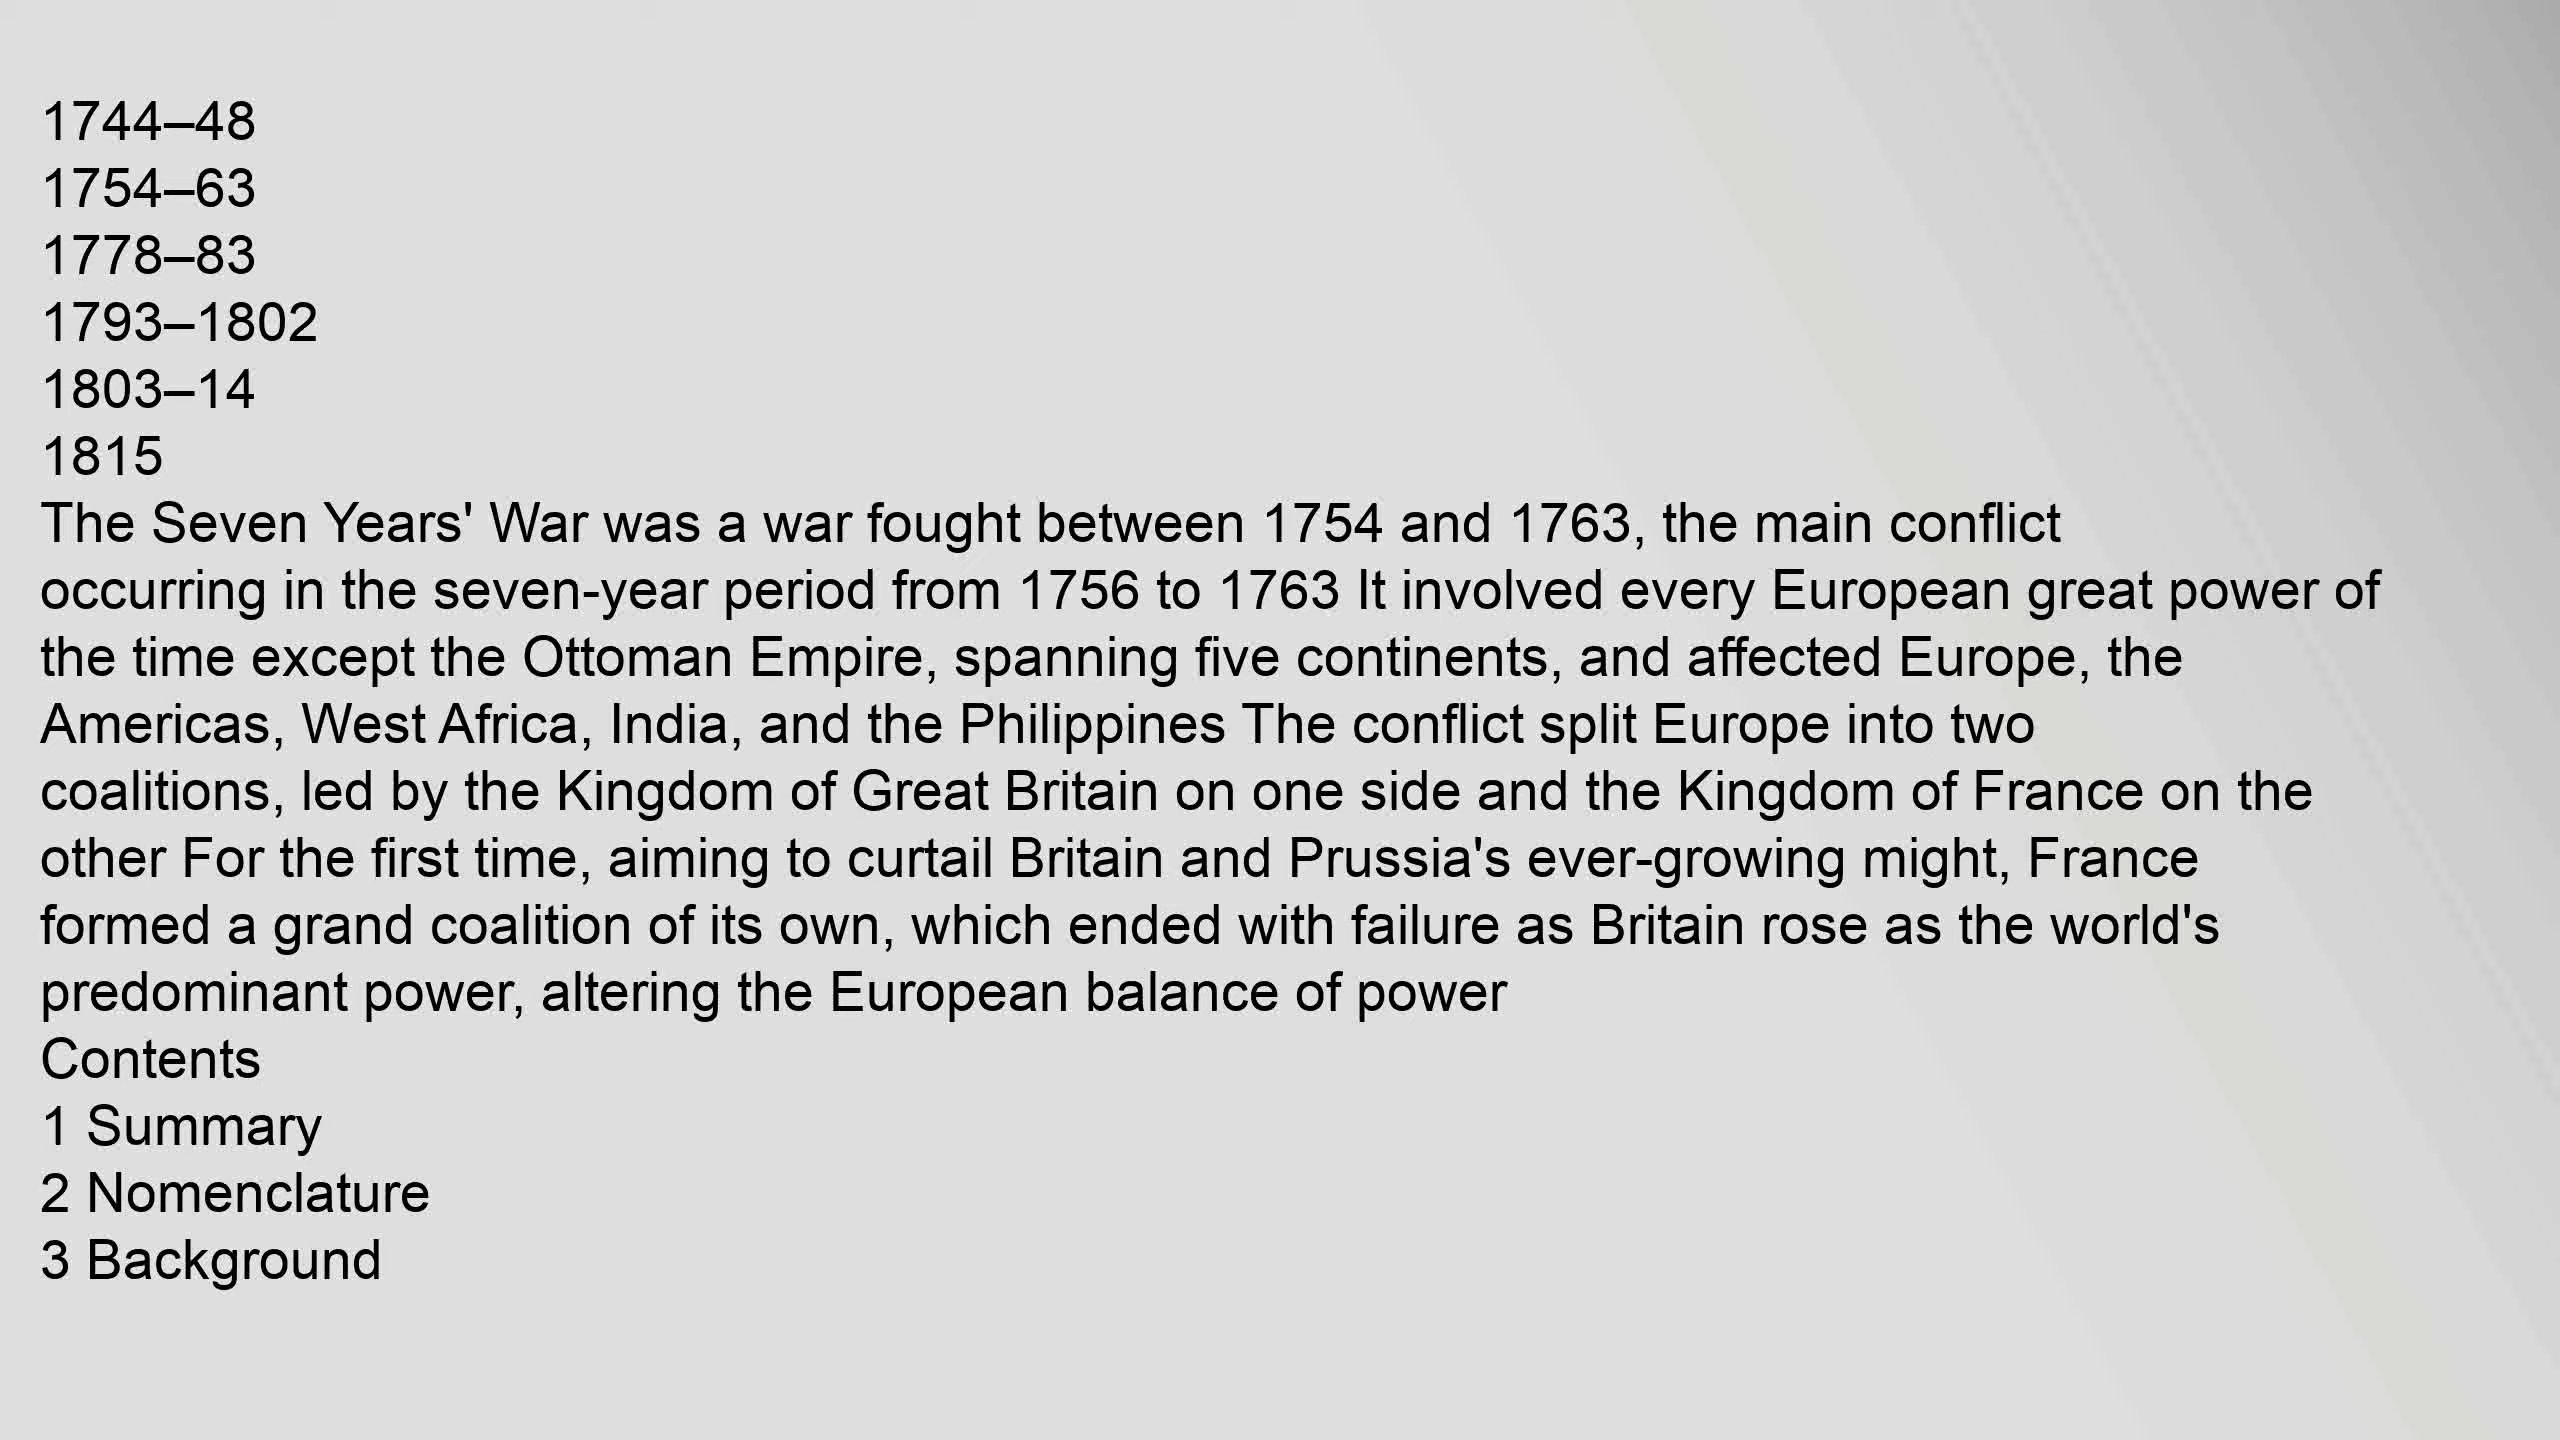 1744–48
1754–63
1778–83
1793–1802
1803–14
1815
The Seven Years' War was a war fought between 1754 and 1763, the main conflict
occurring in the seven-year period from 1756 to 1763 It involved every European great power of
the time except the Ottoman Empire, spanning five continents, and affected Europe, the
Americas, West Africa, India, and the Philippines The conflict split Europe into two
coalitions, led by the Kingdom of Great Britain on one side and the Kingdom of France on the
other For the first time, aiming to curtail Britain and Prussia's ever-growing might, France
formed a grand coalition of its own, which ended with failure as Britain rose as the world's
predominant power, altering the European balance of power
Contents
1 Summary
2 Nomenclature
3 Background